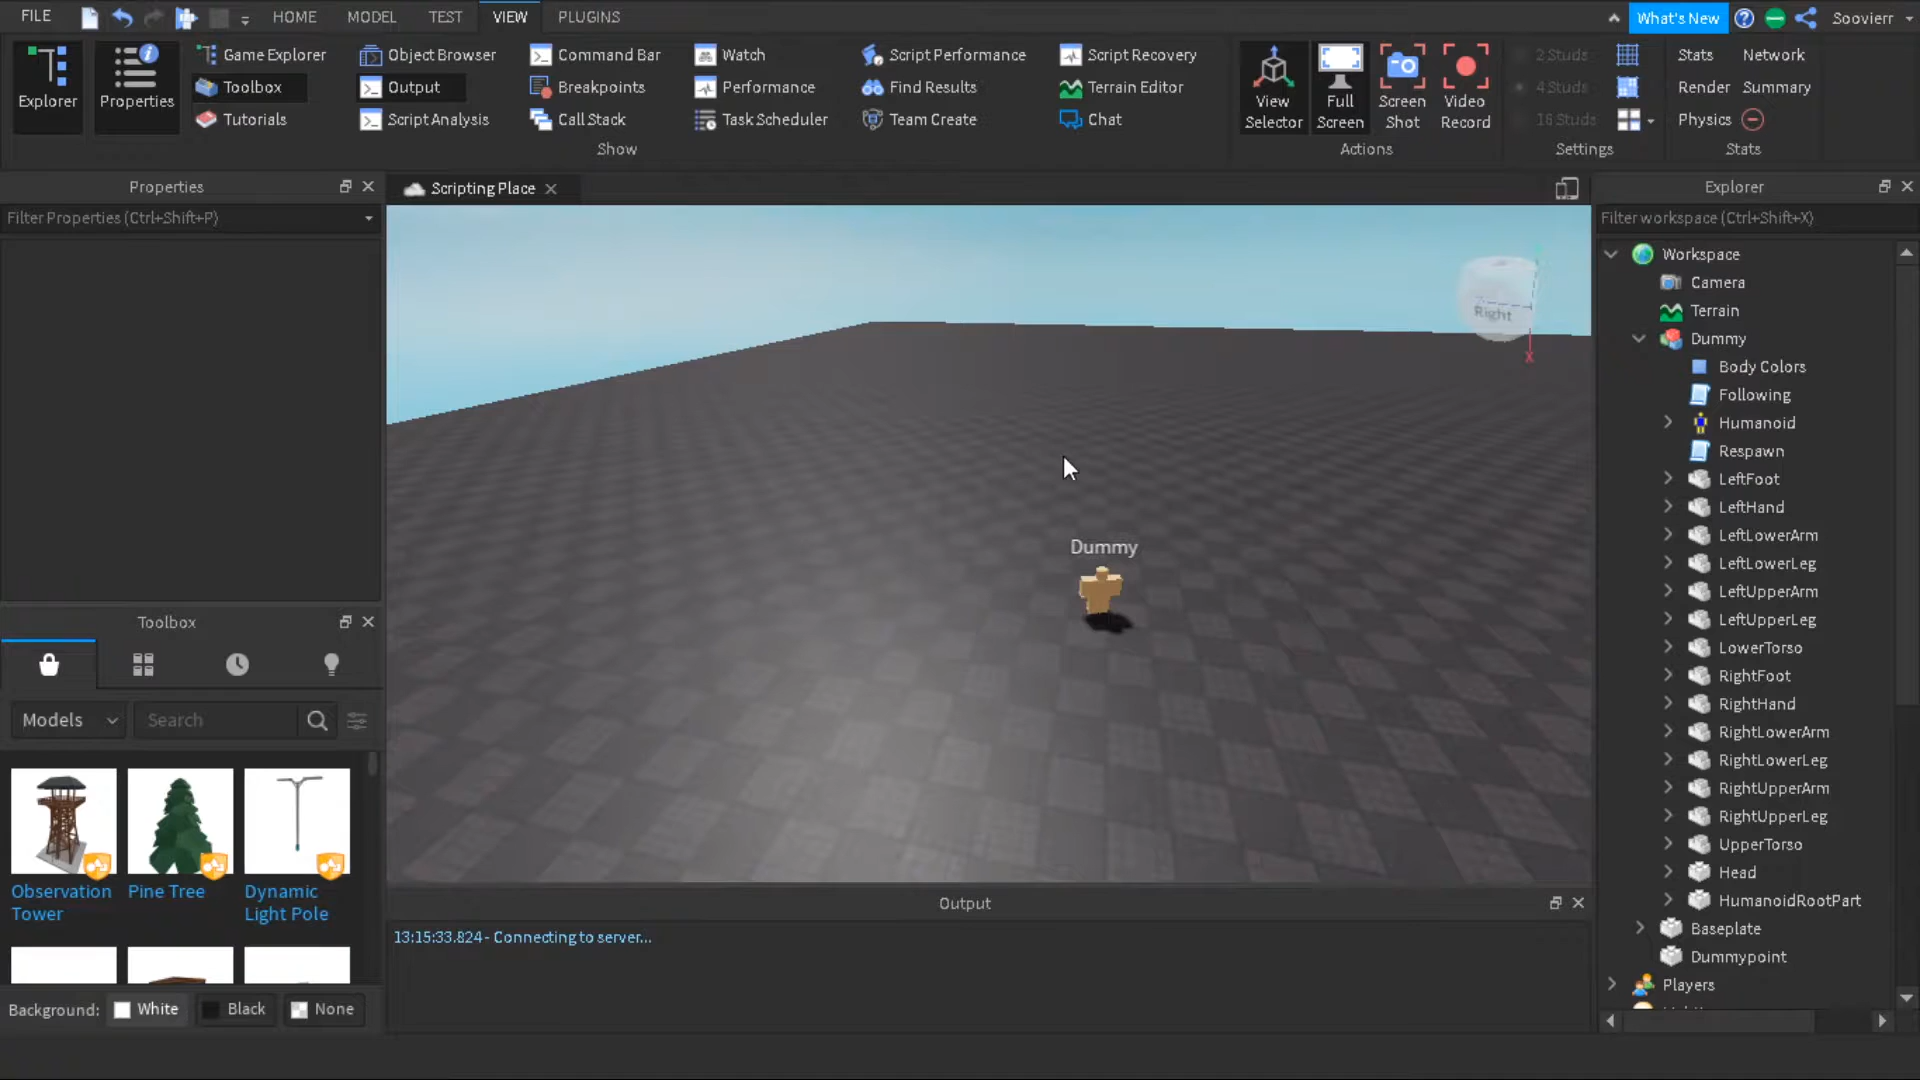 FILE HOME MODEL TEST VIEW PLUGINS What's New Soovierr
Explorer
Properties
Game Explorer
Toolbox
Tutorials
Object Browser
Output
Script Analysis
Command Bar
Breakpoints
Call Stack
Watch
Performance
Task Scheduler
Script Performance
Find Results
Team Create
Script Recovery
Terrain Editor
Chat
Show
View
Selector
Full
Screen
Screen
Shot
Video
Record
Actions
2 Studs
4 Studs
16 Studs
Settings
Stats Network
Render Summary
Physics
Stats
Properties
Filter Properties (Ctrl+Shift+P)
Toolbox
Models Search
Observation
Tower
Pine Tree
Dynamic
Light Pole
Background: White Black None
Scripting Place
Right
X
Dummy
Output
13:15:33.824 - Connecting to server...
Explorer
Filter workspace (Ctrl+Shift+X)
Workspace
Camera
Terrain
Dummy
Body Colors
Following
Humanoid
Respawn
LeftFoot
LeftHand
LeftLowerArm
LeftLowerLeg
LeftUpperArm
LeftUpperLeg
LowerTorso
RightFoot
RightHand
RightLowerArm
RightLowerLeg
RightUpperArm
RightUpperLeg
UpperTorso
Head
HumanoidRootPart
Baseplate
Dummypoint
Players